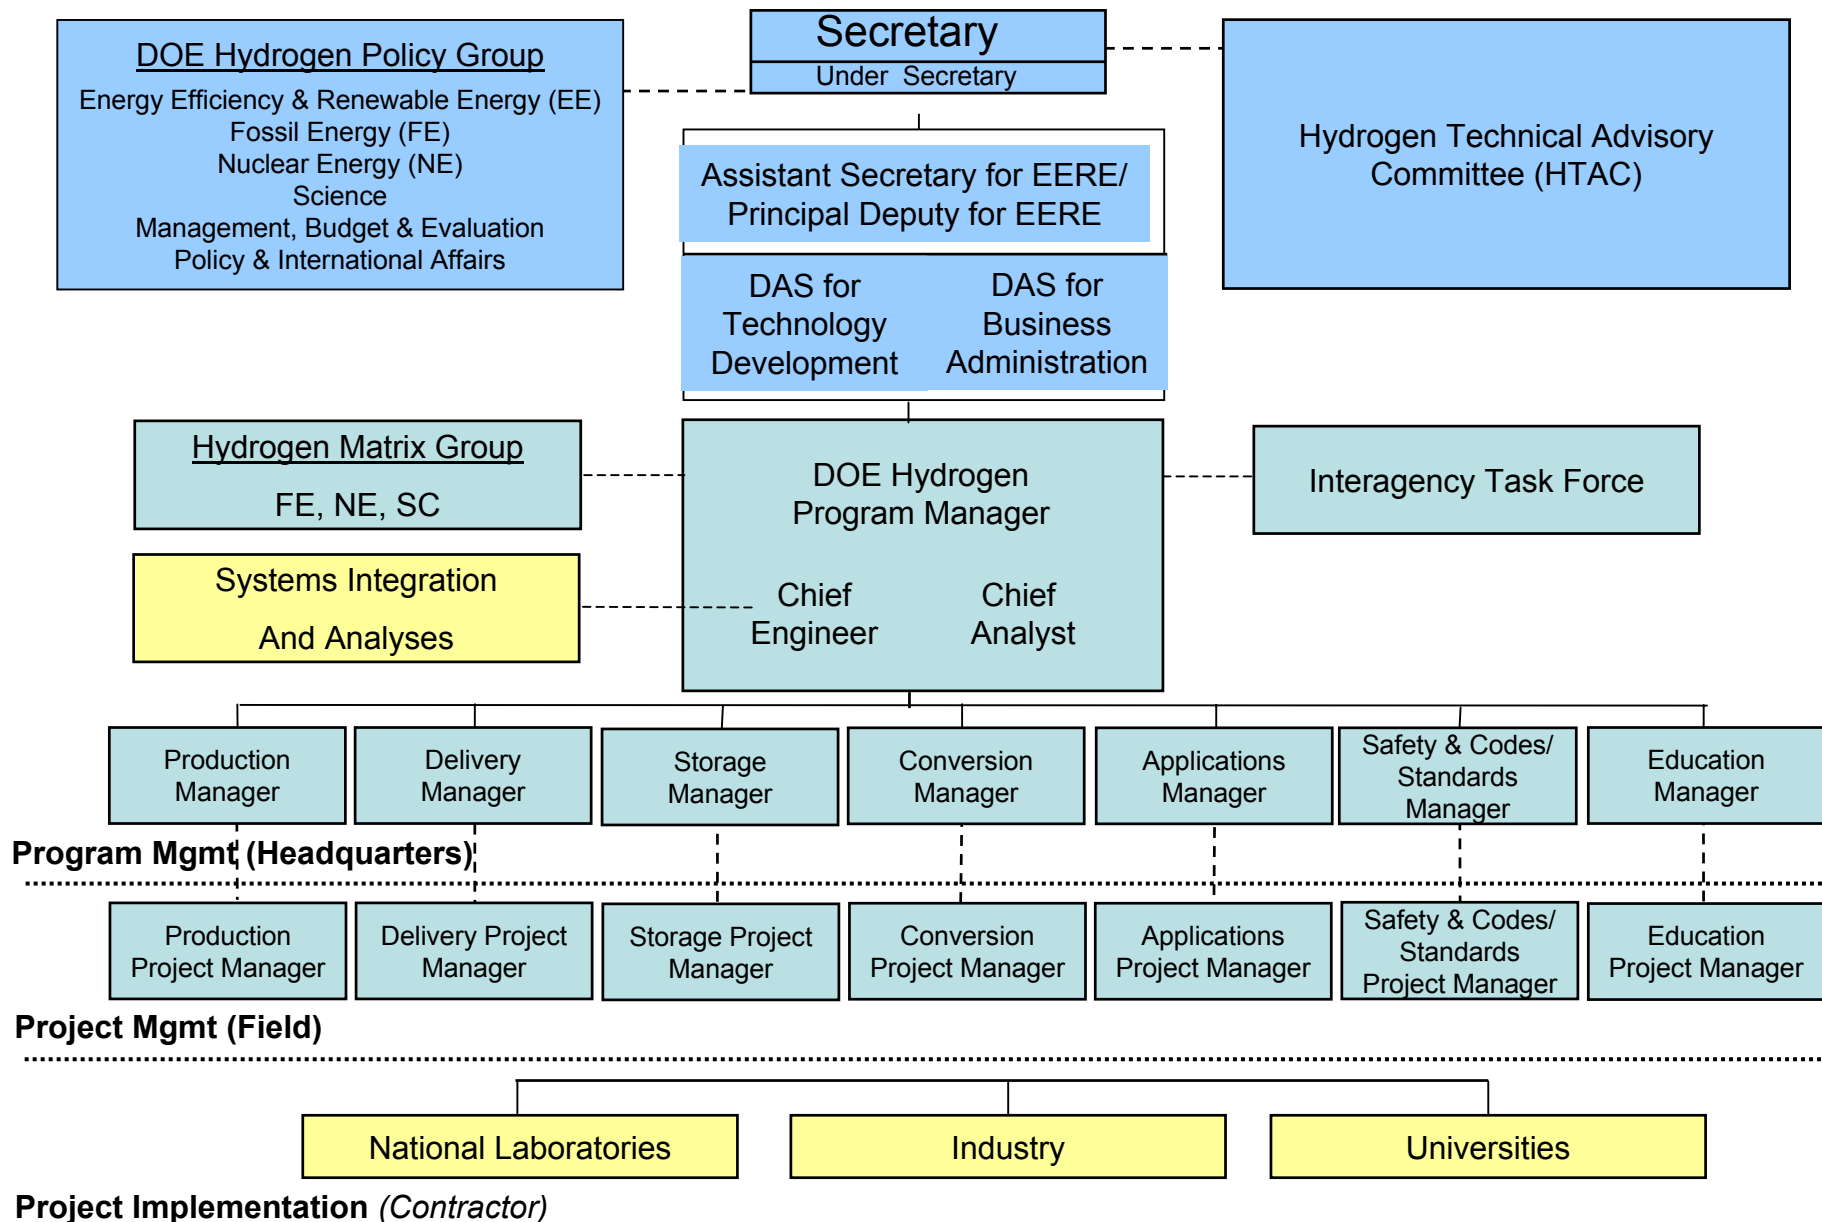 DOE Hydrogen Policy Group
Energy Efficiency & Renewable Energy (EE)
Fossil Energy (FE)
Nuclear Energy (NE)
Science
Management, Budget & Evaluation
Policy & International Affairs
Secretary
Under Secretary
Hydrogen Technical Advisory
Committee (HTAC)
Assistant Secretary for EERE/
Principal Deputy for EERE
DAS for
Technology
Development
DAS for
Business
Administration
Hydrogen Matrix Group
FE, NE, SC
DOE Hydrogen
Program Manager
Chief
Engineer
Chief
Analyst
Interagency Task Force
Systems Integration
And Analyses
Production
Manager
Delivery
Manager
Storage
Manager
Conversion
Manager
Applications
Manager
Safety & Codes/
Standards
Manager
Education
Manager
Program Mgmt (Headquarters)
Production
Project Manager
Delivery Project
Manager
Storage Project
Manager
Conversion
Project Manager
Applications
Project Manager
Safety & Codes/
Standards
Project Manager
Education
Project Manager
Project Mgmt (Field)
National Laboratories
Industry
Universities
Project Implementation (Contractor)